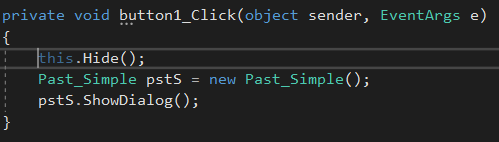 private void button1_Click(object sender, EventArgs e)
{
this.Hide();
Past_Simple pstS = new Past_Simple();
pstS.ShowDialog();
}